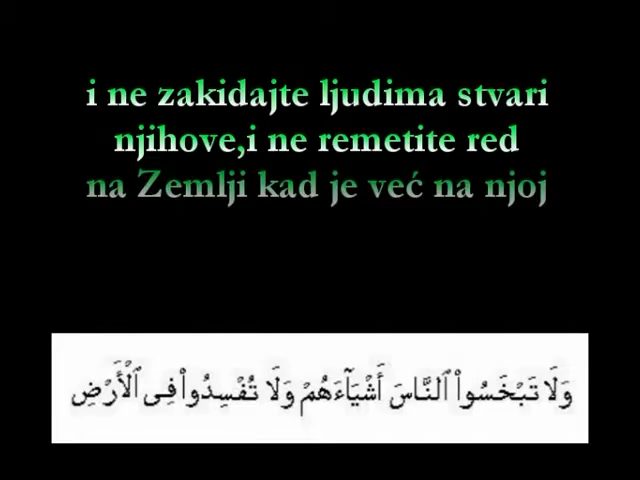 i ne zakidajte ljudima stvari
njihove,i ne remetite red
na Zemlji kad je već na njoj
وَلَا تَبْخَسُوا۟ ٱلنَّاسَ أَشْيَآءَهُمْ وَلَا تُفْسِدُوا۟ فِى ٱلْأَرْضِ